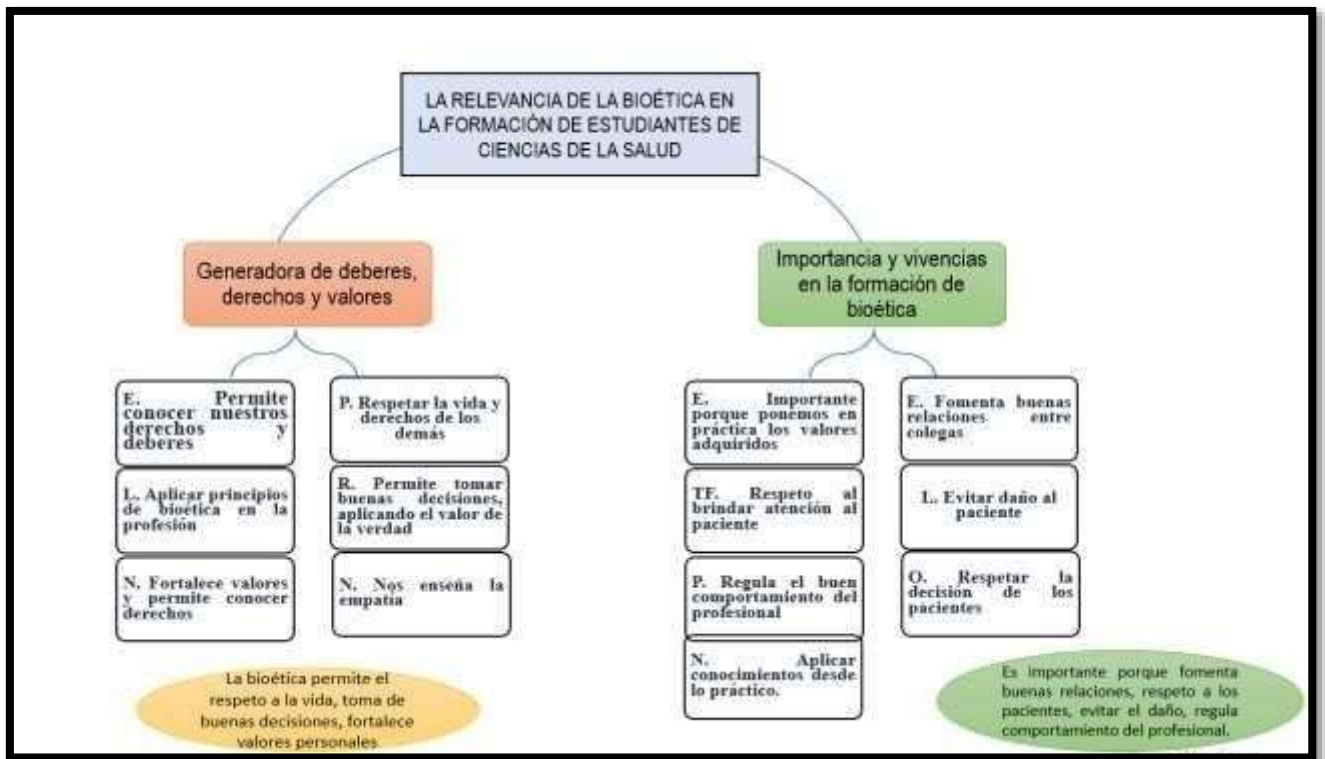 LA RELEVANCIA DE LA BIOÉTICA EN
LA FORMACIÓN DE ESTUDIANTES DE
CIENCIAS DE LA SALUD
Generadora de deberes,
derechos y valores
E. Permite
conocer nuestros
derechos y
deberes
L. Aplicar principios
de bioética en la
profesión
N. Fortalece valores
y permite conocer
derechos
P. Respetar la vida y
derechos de los
demás
R. Permite tomar
buenas decisiones,
aplicando el valor de
la verdad
N. Nos enseña la
empatía
La bioética permite el
respeto a la vida, toma de
buenas decisiones, fortalece
valores personales
Importancia y vivencias
en la formación de
bioética
E. Importante
porque ponemos en
práctica los valores
adquiridos
TF. Respeto al
brindar atención al
paciente
P. Regula el buen
comportamiento del
profesional
N. Aplicar
conocimientos desde
lo práctico.
E. Fomenta buenas
relaciones entre
colegas
L. Evitar daño al
paciente
O. Respetar la
decisión de los
pacientes
Es importante porque fomenta
buenas relaciones, respeto a los
pacientes, evitar el daño, regula
comportamiento del profesional.